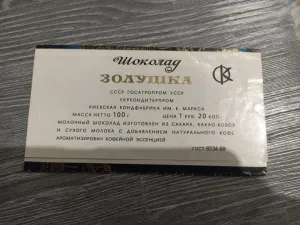 Шоколад
ЗОЛУШКА
СССР ГОСАГРОПРОМ УССР
УКРКОНДИТЕРПРОМ
КИЕВСКАЯ КОНДФАБРИКА ИМ. К. МАРКСА
МАССА НЕТТО 100 г ЦЕНА 1 РУБ. 20 КОП.
МОЛОЧНЫЙ ШОКОЛАД ИЗГОТОВЛЕН ИЗ САХАРА, КАКАО-БОБОВ
И СУХОГО МОЛОКА С ДОБАВЛЕНИЕМ НАТУРАЛЬНОГО КОФЕ,
АРОМАТИЗИРОВАН КОФЕЙНОЙ ЭССЕНЦИЕЙ
ГОСТ 6534-69